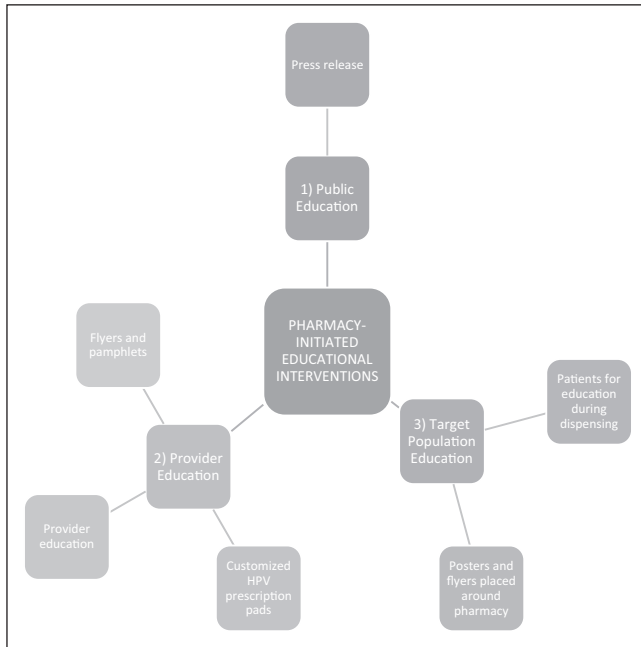 Press release
1) Public
Education
PHARMACY-
INITIATED
EDUCATIONAL
INTERVENTIONS
Flyers and
pamphlets
2) Provider
Education
Provider
education
Customized
HPV
prescription
pads
3) Target
Population
Education
Patients for
education
during
dispensing
Posters and
flyers placed
around
pharmacy